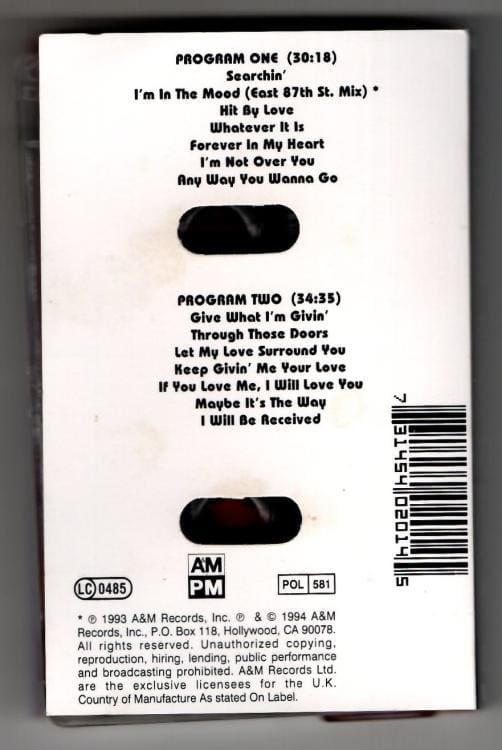 PROGRAM ONE (30:18)
Searchin'
I'm In The Mood (East 87th St. Mix) *
Hit By Love
Whatever It Is
Forever In My Heart
I'm Not Over You
Any Way You Wanna Go
PROGRAM TWO (34:35)
Give What I'm Givin'
Through Those Doors
Let My Love Surround You
Keep Givin' Me Your Love
If You Love Me, I Will Love You
Maybe It's The Way
I Will Be Received
7 31454 02014 5
LC 0485
AM
PM
POL 581
* ℗ 1993 A&M Records, Inc. ℗ & © 1994 A&M
Records, Inc., P.O. Box 118, Hollywood, CA 90078.
All rights reserved. Unauthorized copying,
reproduction, hiring, lending, public performance
and broadcasting prohibited. A&M Records Ltd.
are the exclusive licensees for the U.K.
Country of Manufacture As stated On Label.